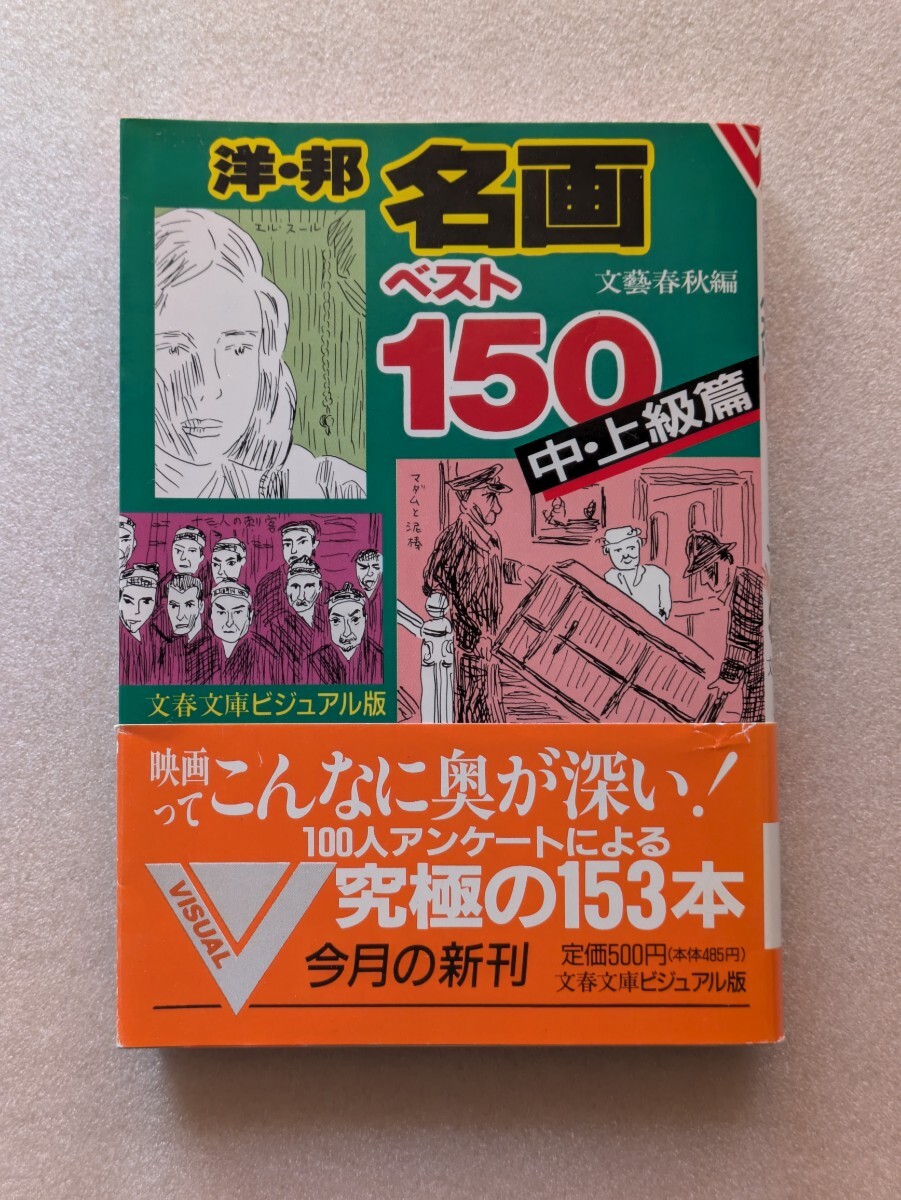 洋・邦 名画
ベスト
150
文藝春秋編
中・上級篇
エル・スール
十三人の刺客
マダムと泥棒
文春文庫ビジュアル版
映画って こんなに奥が深い!
100人アンケートによる
究極の153本
VISUAL
今月の新刊
定価500円(本体485円)
文春文庫ビジュアル版